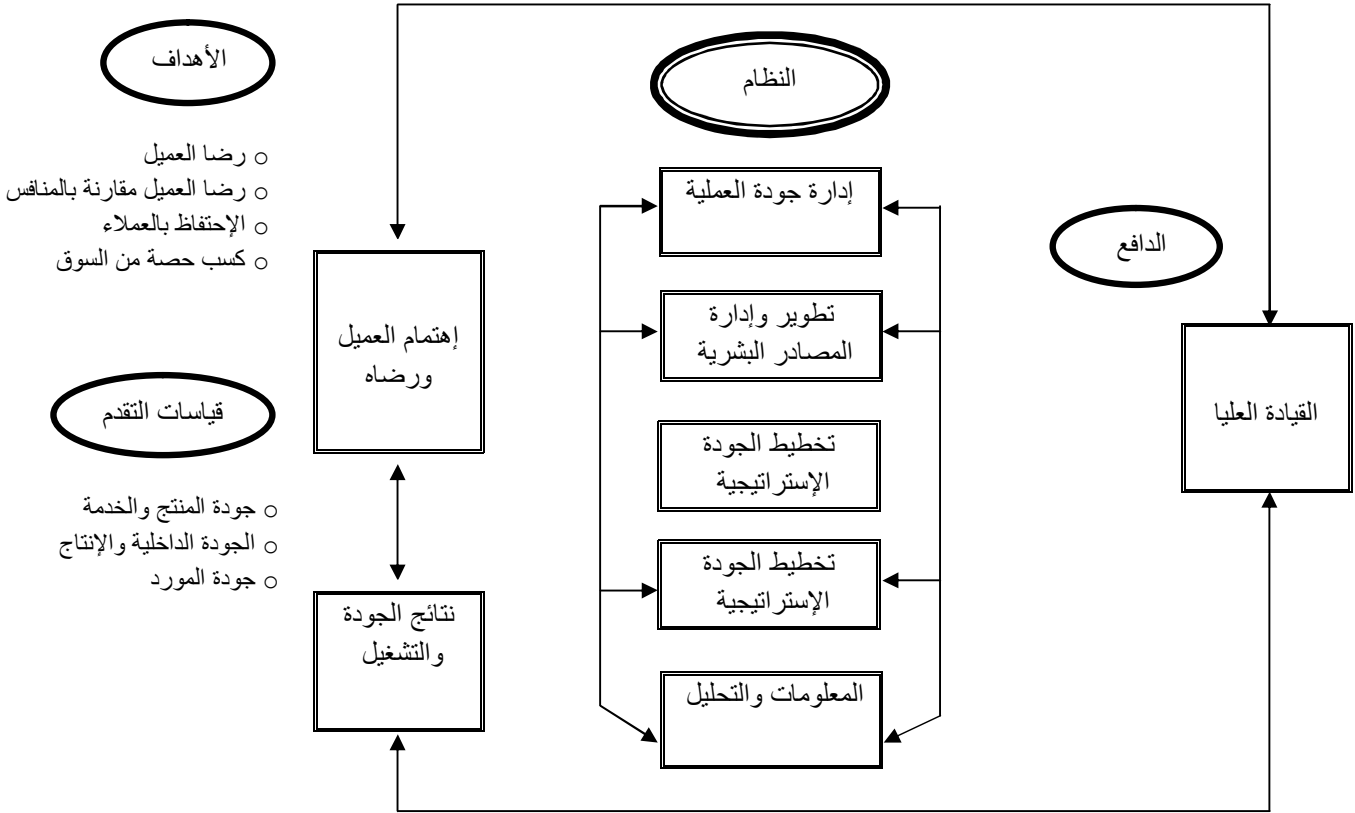 الأهداف
○ رضا العميل
○ رضا العميل مقارنة بالمنافس
○ الإحتفاظ بالعملاء
○ كسب حصة من السوق
قياسات التقدم
○ جودة المنتج والخدمة
○ الجودة الداخلية والإنتاج
○ جودة المورد
إهتمام العميل
ورضاه
نتائج الجودة
والتشغيل
النظام
إدارة جودة العملية
تطوير وإدارة
المصادر البشرية
تخطيط الجودة
الإستراتيجية
تخطيط الجودة
الإستراتيجية
المعلومات والتحليل
الدافع
القيادة العليا